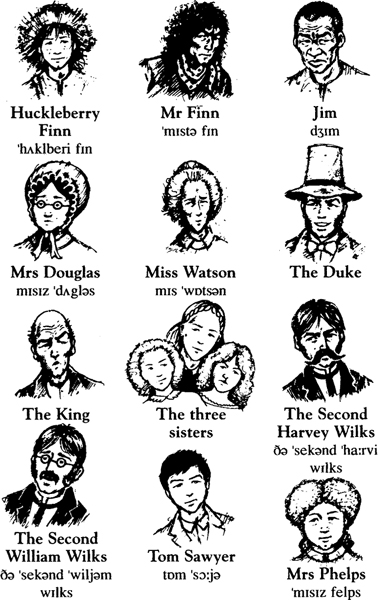 Huckleberry
Finn
ˈhʌklberi fɪn
Mr Finn
ˈmɪstə fɪn
Jim
dʒɪm
Mrs Douglas
mɪsɪz ˈdʌgləs
Miss Watson
mɪs ˈwɒtsən
The Duke
The King
The three
sisters
The Second
Harvey Wilks
ðə ˈsekənd ˈhaːrvi
wɪlks
The Second
William Wilks
ðə ˈsekənd ˈwɪljəm
wɪlks
Tom Sawyer
tɒm ˈsɔːjə
Mrs Phelps
ˈmɪsɪz felps